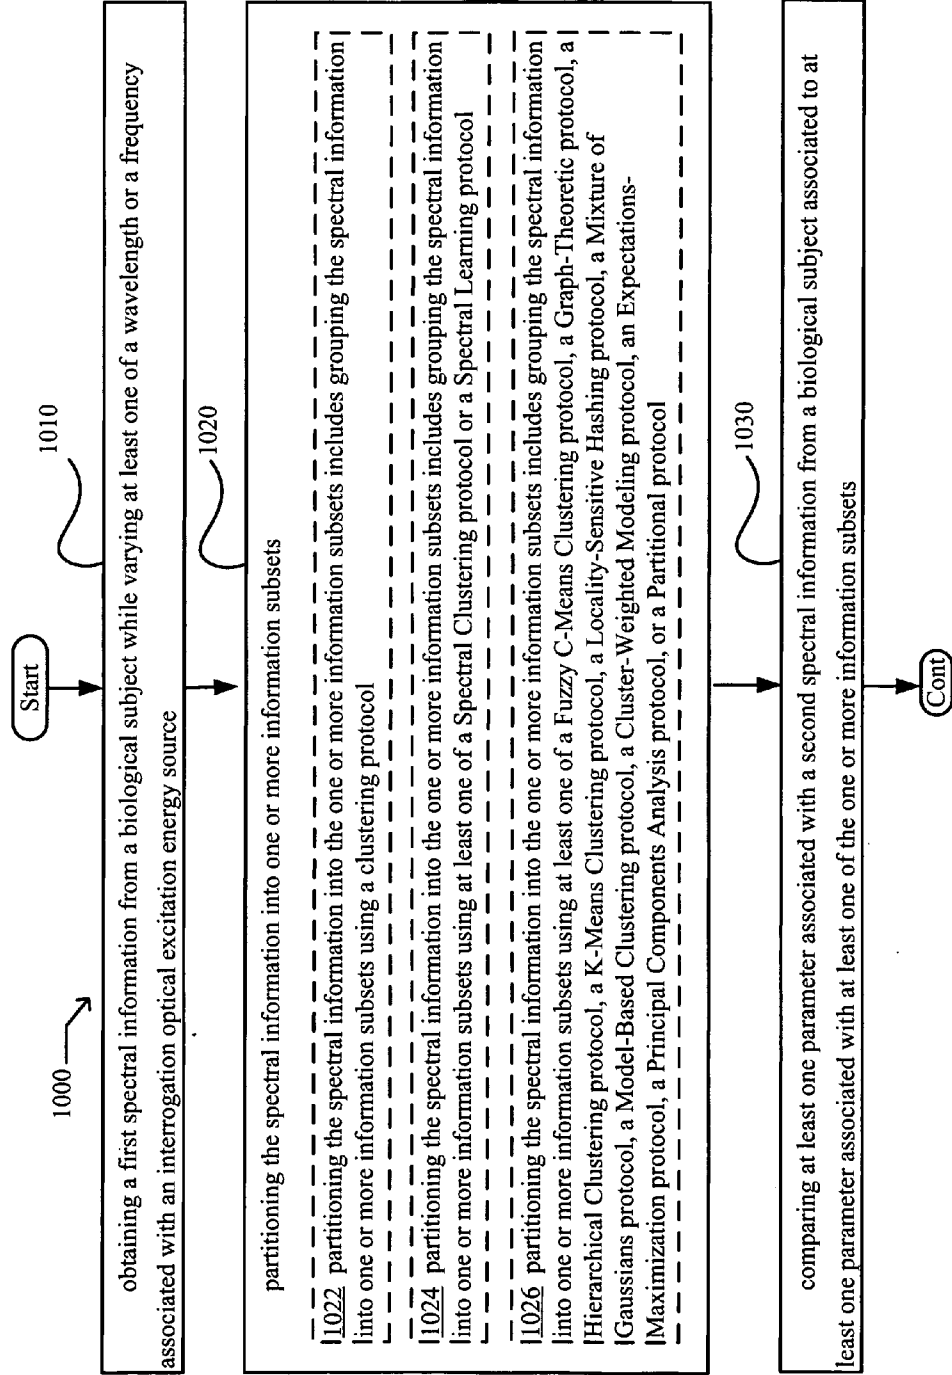 1000
Start
1010
obtaining a first spectral information from a biological subject while varying at least one of a wavelength or a frequency
associated with an interrogation optical excitation energy source
1020
partitioning the spectral information into one or more information subsets
1022 partitioning the spectral information into the one or more information subsets includes grouping the spectral information
into one or more information subsets using a clustering protocol
1024 partitioning the spectral information into the one or more information subsets includes grouping the spectral information
into one or more information subsets using at least one of a Spectral Clustering protocol or a Spectral Learning protocol
1026 partitioning the spectral information into the one or more information subsets includes grouping the spectral information
into one or more information subsets using at least one of a Fuzzy C-Means Clustering protocol, a Graph-Theoretic protocol, a
Hierarchical Clustering protocol, a K-Means Clustering protocol, a Locality-Sensitive Hashing protocol, a Mixture of
Gaussians protocol, a Model-Based Clustering protocol, a Cluster-Weighted Modeling protocol, an Expectations-
Maximization protocol, a Principal Components Analysis protocol, or a Partitional protocol
1030
comparing at least one parameter associated with a second spectral information from a biological subject associated to at
least one parameter associated with at least one of the one or more information subsets
Cont